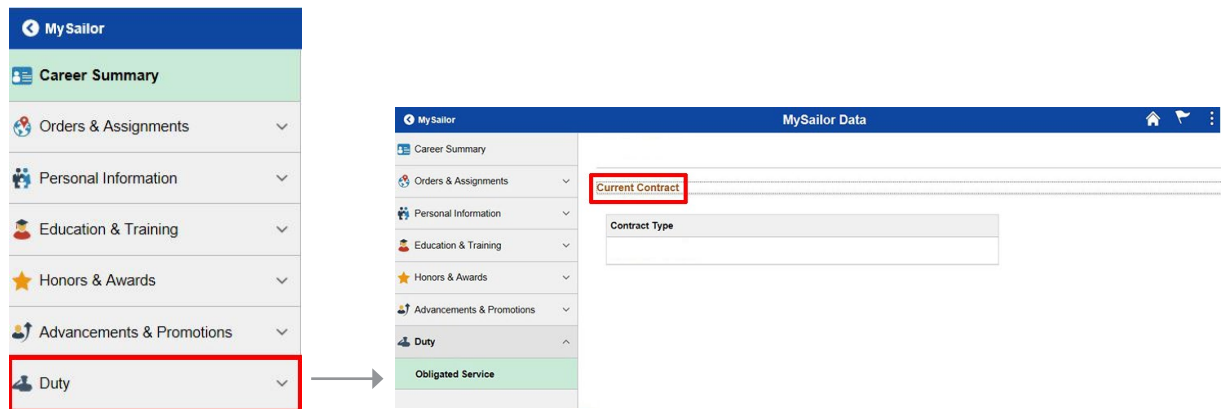 MySailor
Career Summary
Orders & Assignments
Personal Information
Education & Training
Honors & Awards
Advancements & Promotions
Duty
MySailor
MySailor Data
Career Summary
Orders & Assignments
Personal Information
Education & Training
Honors & Awards
Advancements & Promotions
Duty
Obligated Service
Current Contract
Contract Type